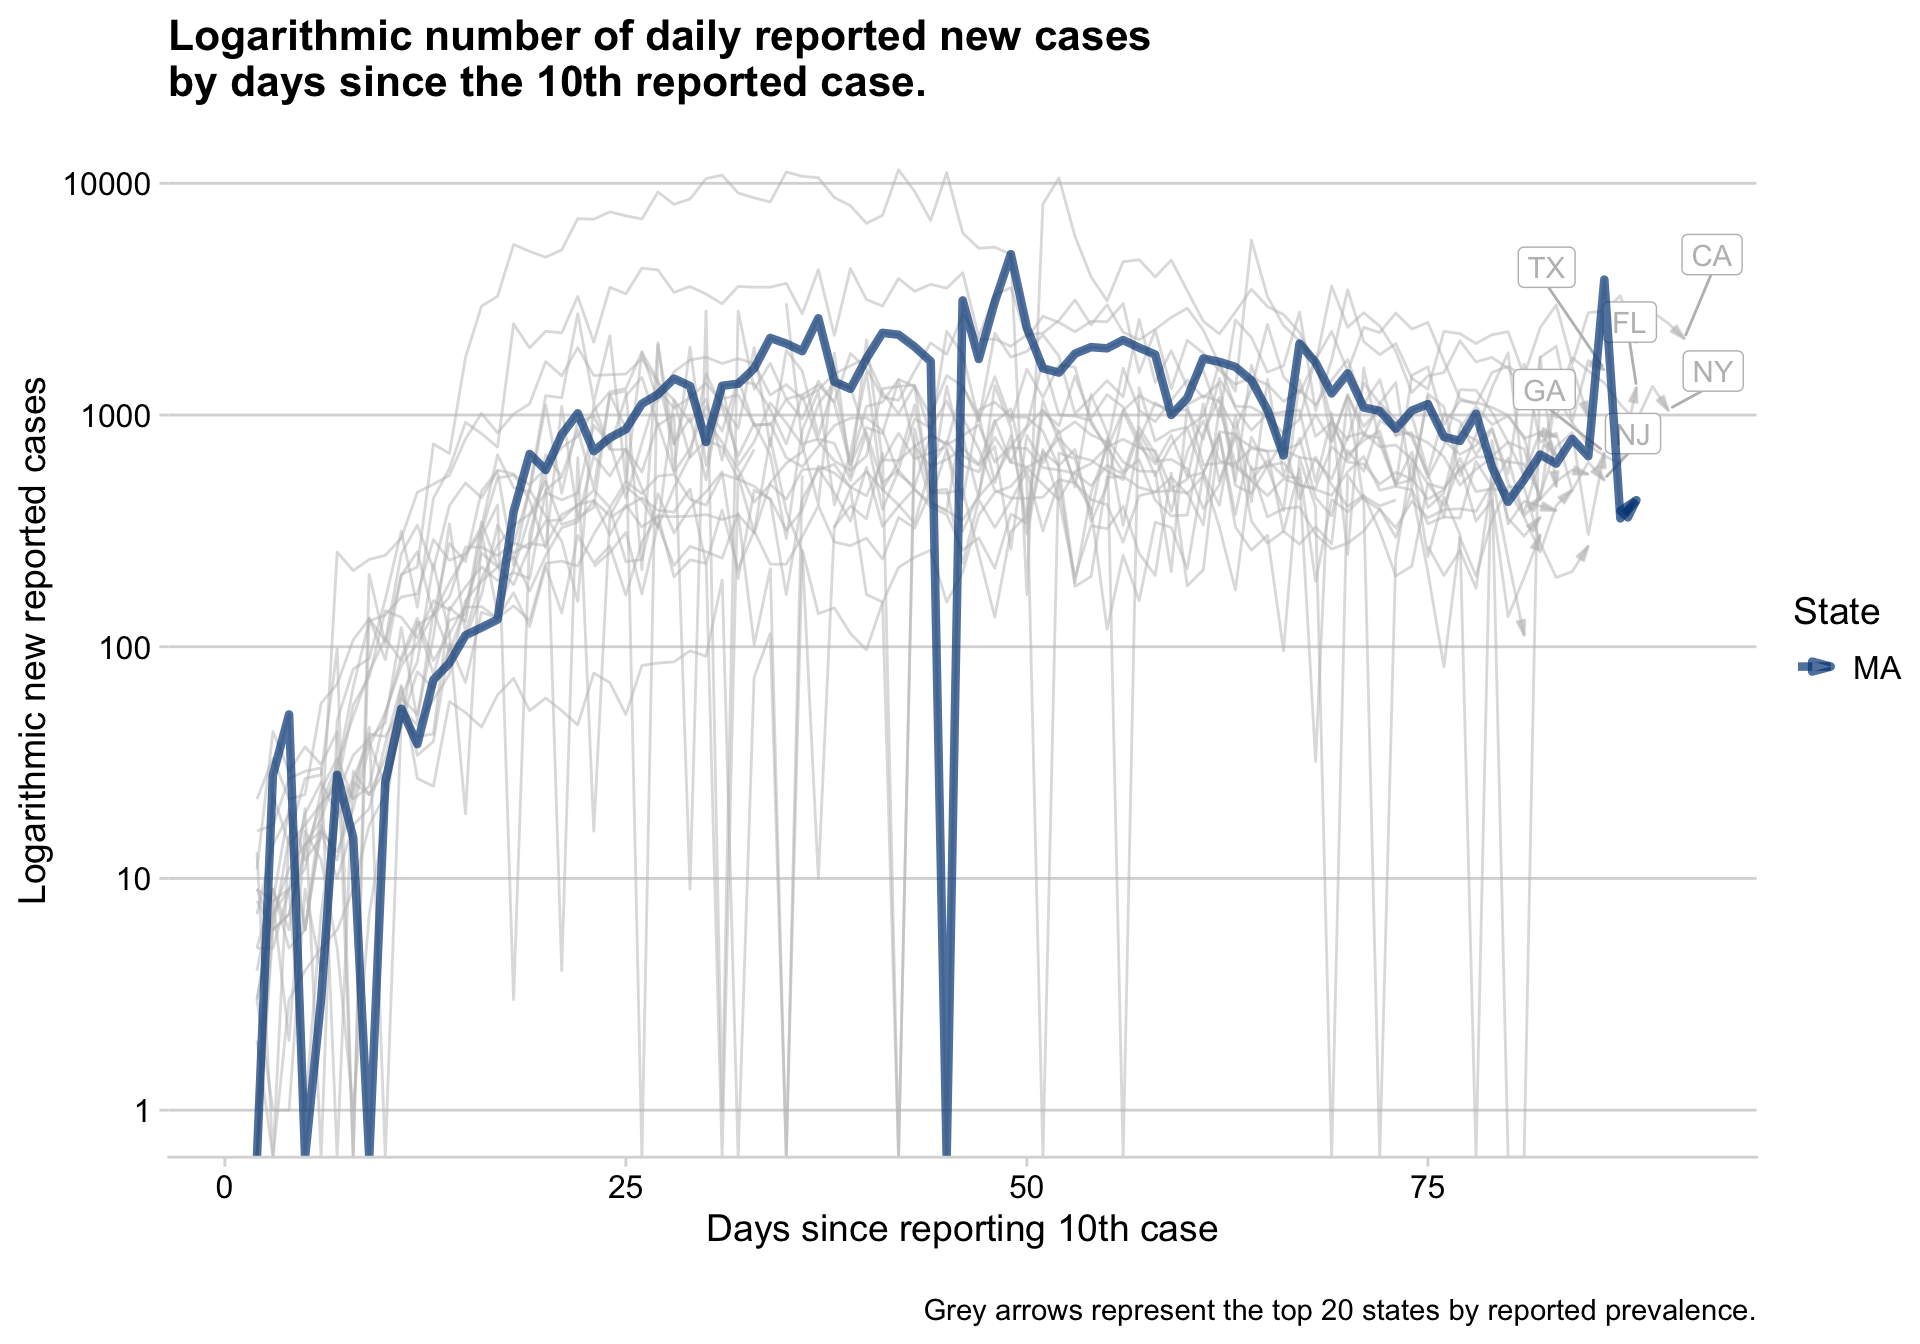 Logarithmic number of daily reported new cases
by days since the 10th reported case.
Logarithmic new reported cases
10000
1000
100
10
1
TX
CA
FL
NY
GA
NJ
State
MA
0
25
50
75
Days since reporting 10th case
Grey arrows represent the top 20 states by reported prevalence.